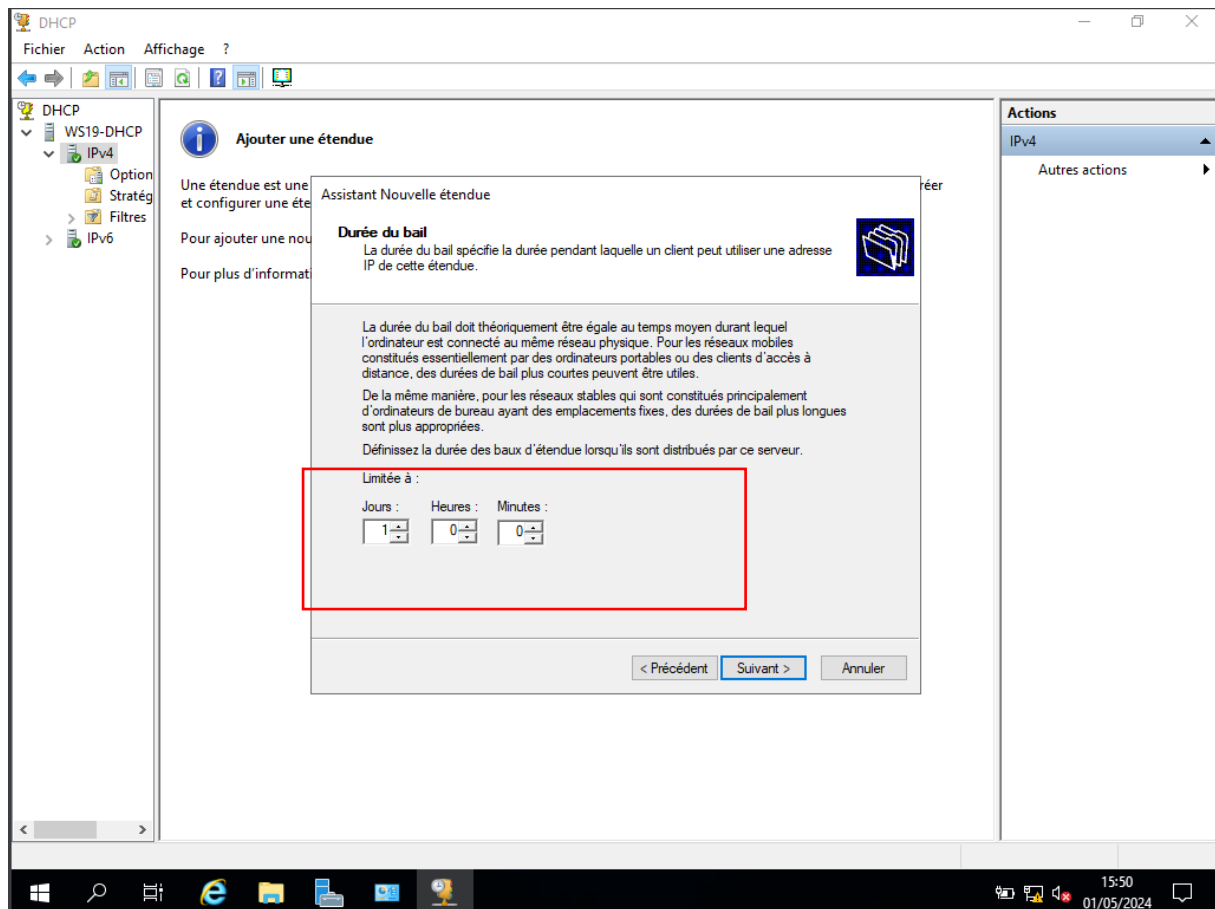 DHCP
Fichier Action Affichage ?
DHCP
WS19-DHCP
IPv4
Option
Stratég
Filtres
IPv6
Ajouter une étendue
Une étendue est une
réer
et configurer une éte
Pour ajouter une nou
Pour plus d'informati
Assistant Nouvelle étendue
Durée du bail
La durée du bail spécifie la durée pendant laquelle un client peut utiliser une adresse
IP de cette étendue.
La durée du bail doit théoriquement être égale au temps moyen durant lequel
l'ordinateur est connecté au même réseau physique. Pour les réseaux mobiles
constitués essentiellement par des ordinateurs portables ou des clients d'accès à
distance, des durées de bail plus courtes peuvent être utiles.
De la même manière, pour les réseaux stables qui sont constitués principalement
d'ordinateurs de bureau ayant des emplacements fixes, des durées de bail plus longues
sont plus appropriées.
Définissez la durée des baux d'étendue lorsqu'ils sont distribués par ce serveur.
Limitée à :
Jours : Heures : Minutes :
1 0 0
< Précédent Suivant > Annuler
Actions
IPv4
Autres actions
15:50
01/05/2024